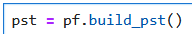 pst = pf.build_pst()